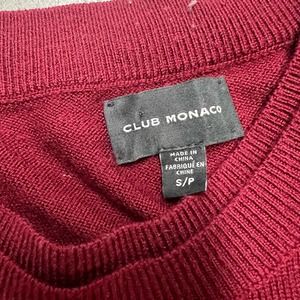 CLUB MONACO
MADE IN
CHINA
FABRIQUÉ EN
CHINE
S/P